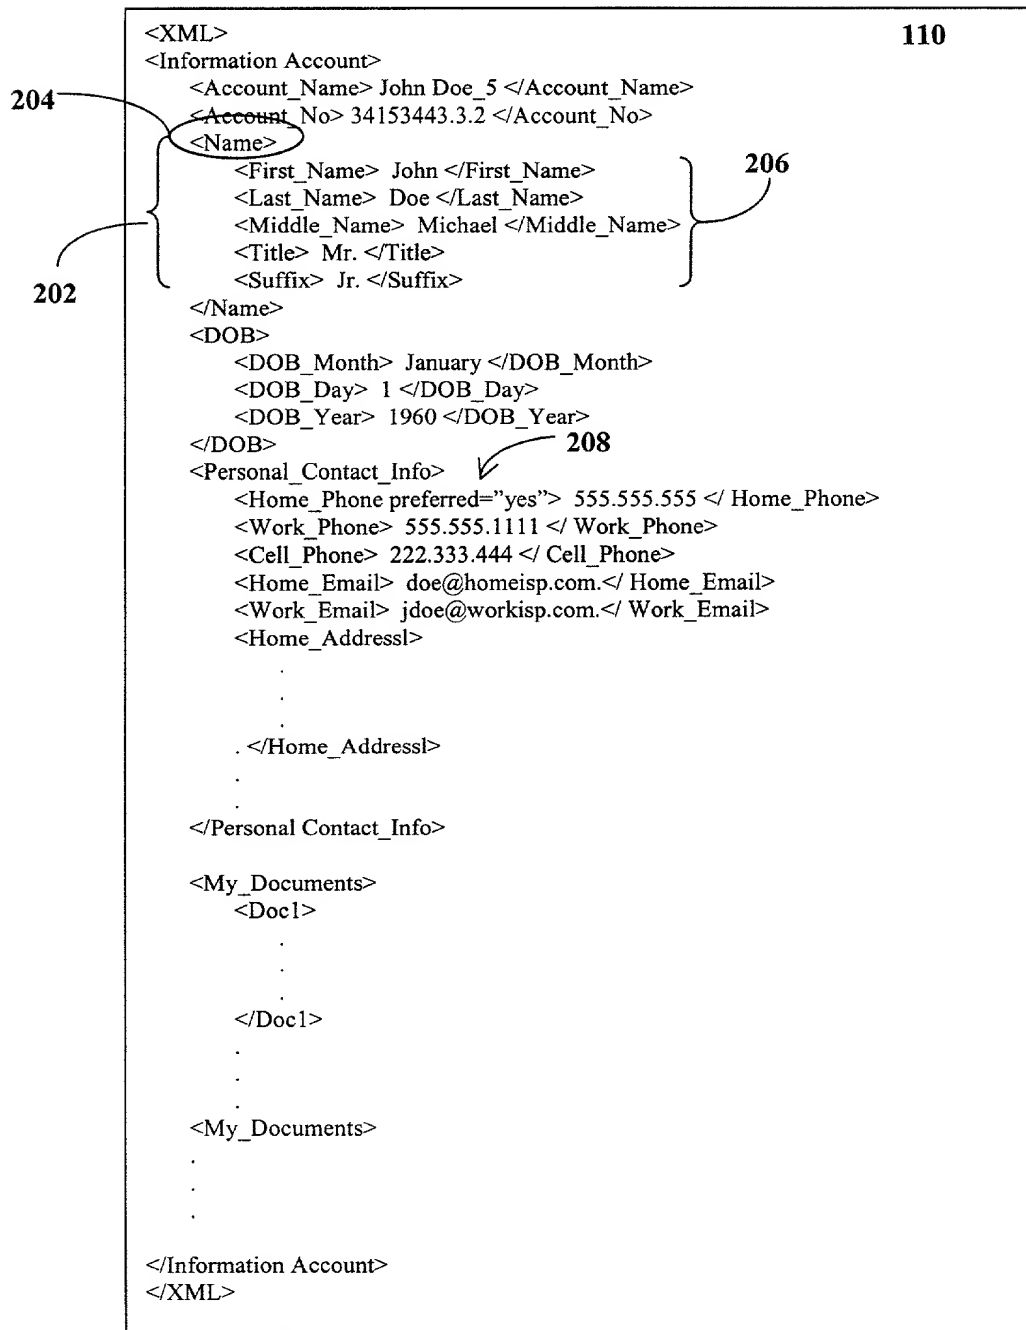 <XML> 110
<Information Account>
<Account_Name> John Doe_5 </Account_Name>
204
<Account_No> 34153443.3.2 </Account_No>
<Name>
<First_Name> John </First_Name> 206
<Last_Name> Doe </Last_Name>
<Middle_Name> Michael </Middle_Name>
<Title> Mr. </Title>
<Suffix> Jr. </Suffix>
202
</Name>
<DOB>
<DOB_Month> January </DOB_Month>
<DOB_Day> 1 </DOB_Day>
<DOB_Year> 1960 </DOB_Year>
</DOB> 208
<Personal_Contact_Info>
<Home_Phone preferred=”yes”> 555.555.555 </ Home_Phone>
<Work_Phone> 555.555.1111 </ Work_Phone>
<Cell_Phone> 222.333.444 </ Cell_Phone>
<Home_Email> doe@homeisp.com.</ Home_Email>
<Work_Email> jdoe@workisp.com.</ Work_Email>
<Home_Addressl>
.
.
.
. </Home_Addressl>
.
.
</Personal Contact_Info>
<My_Documents>
<Doc1>
.
.
.
</Doc1>
.
.
.
<My_Documents>
.
.
.
</Information Account>
</XML>